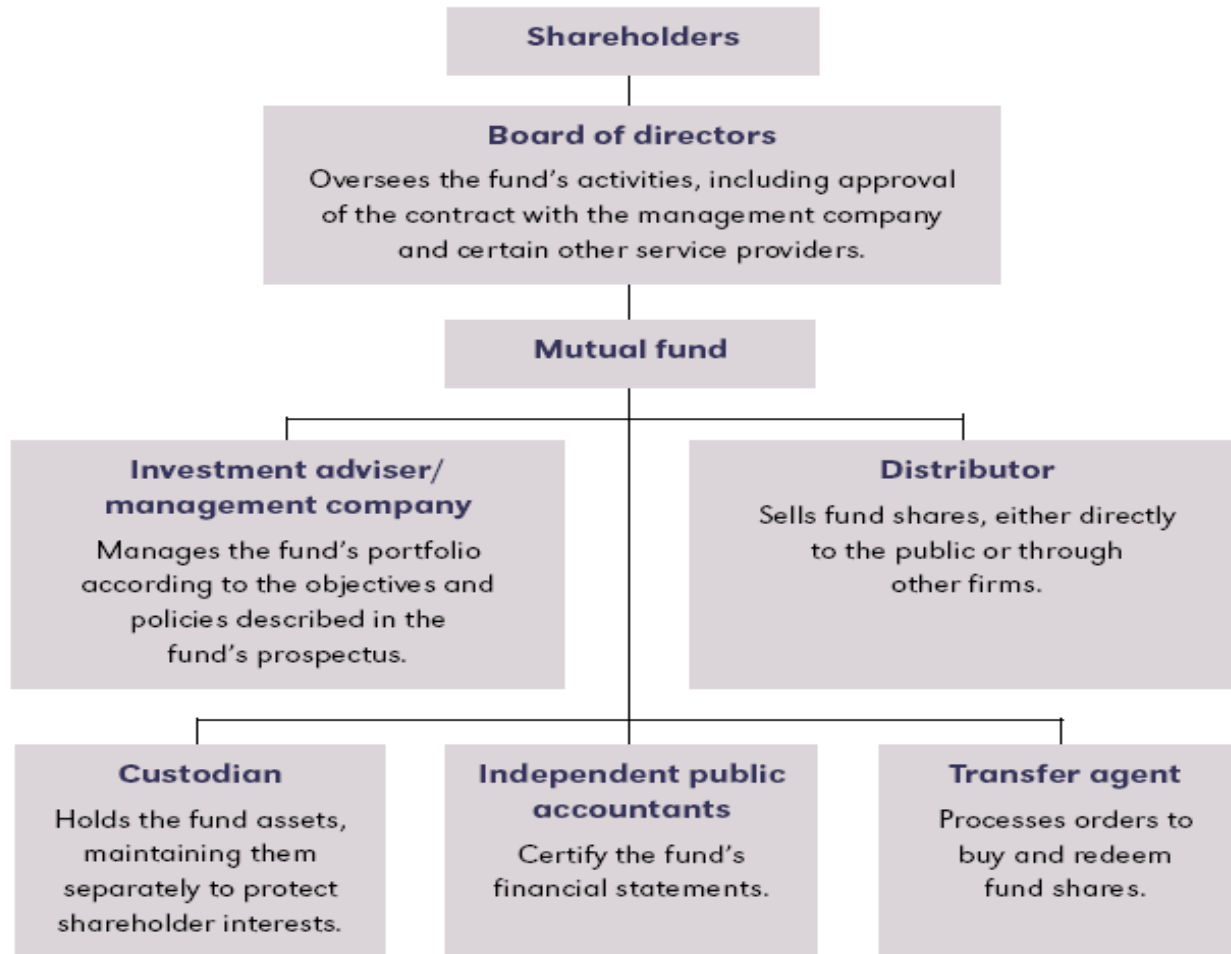 Shareholders
Board of directors
Oversees the fund’s activities, including approval
of the contract with the management company
and certain other service providers.
Mutual fund
Investment adviser/
management company
Manages the fund’s portfolio
according to the objectives and
policies described in the
fund’s prospectus.
Distributor
Sells fund shares, either directly
to the public or through
other firms.
Custodian
Holds the fund assets,
maintaining them
separately to protect
shareholder interests.
Independent public
accountants
Certify the fund’s
financial statements.
Transfer agent
Processes orders to
buy and redeem
fund shares.